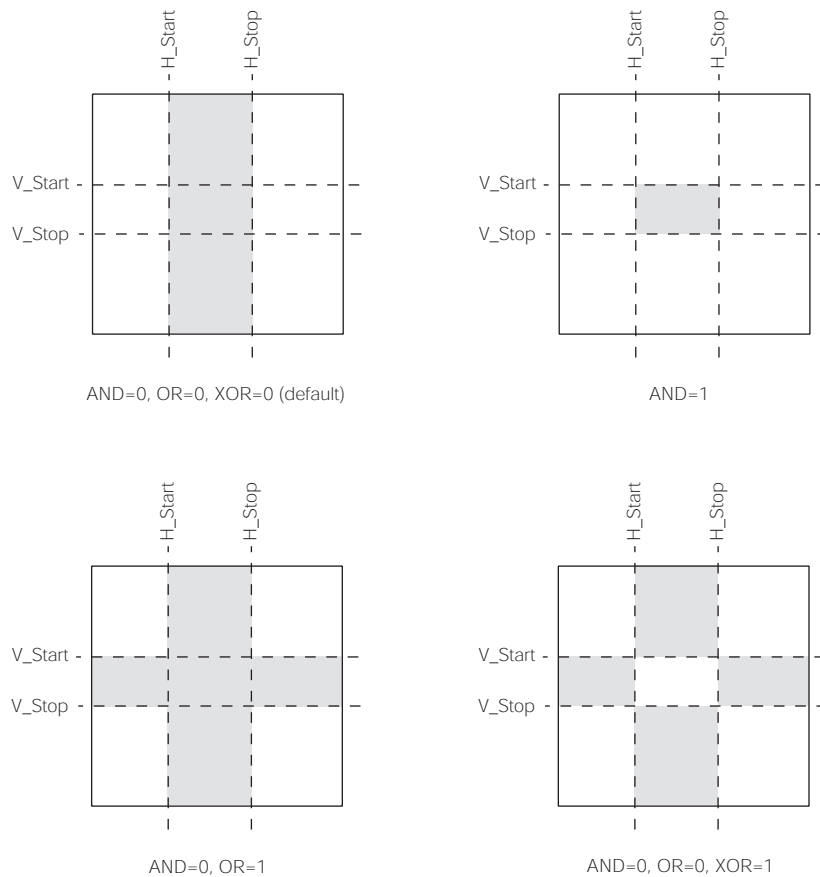 H_Start
H_Stop
V_Start
V_Stop
AND=0, OR=0, XOR=0 (default)
H_Start
H_Stop
V_Start
V_Stop
AND=1
H_Start
H_Stop
V_Start
V_Stop
AND=0, OR=1
H_Start
H_Stop
V_Start
V_Stop
AND=0, OR=0, XOR=1